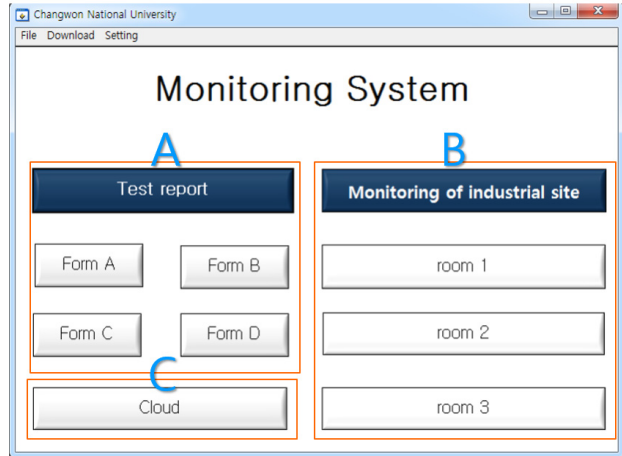 Changwon National University
File Download Setting
Monitoring System
A
B
Test report
Monitoring of industrial site
Form A
Form B
room 1
Form C
Form D
room 2
C
Cloud
room 3